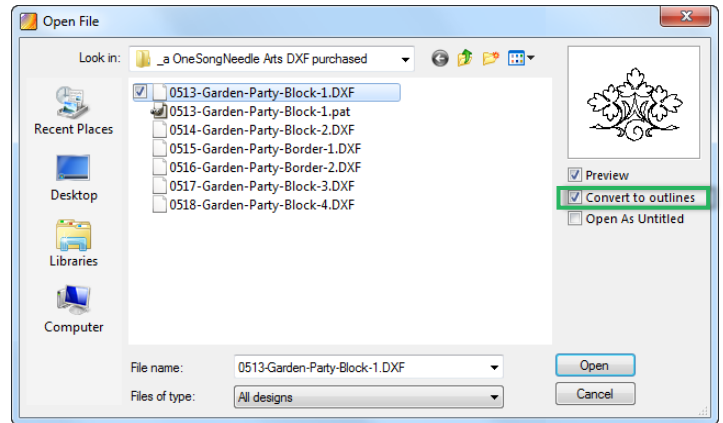 Open File
Look in: _a OneSongNeedle Arts DXF purchased
Recent Places
Desktop
Libraries
Computer
0513-Garden-Party-Block-1.DXF
0513-Garden-Party-Block-1.pat
0514-Garden-Party-Block-2.DXF
0515-Garden-Party-Border-1.DXF
0516-Garden-Party-Border-2.DXF
0517-Garden-Party-Block-3.DXF
0518-Garden-Party-Block-4.DXF
Preview
Convert to outlines
Open As Untitled
File name: 0513-Garden-Party-Block-1.DXF
Open
Files of type: All designs
Cancel